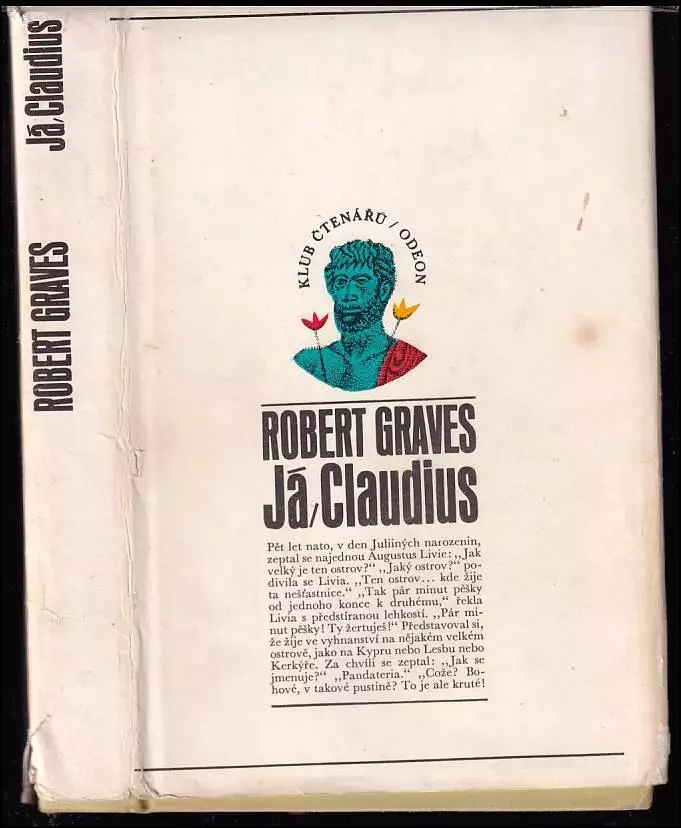 Já, Claudius
ROBERT GRAVES
KLUB ČTENÁŘŮ / ODEON
ROBERT GRAVES
Já, Claudius
Pět let nato, v den Juliiných narozenin,
zeptal se najednou Augustus Livie: „Jak
velký je ten ostrov?“ „Jaký ostrov?“ po-
divila se Livia. „Ten ostrov... kde žije
ta nešťastnice.“ „Tak pár minut pěšky
od jednoho konce k druhému,“ řekla
Livia s předstíranou lehkostí. „Pár mi-
nut pěšky! Ty žertuješ!“ Představoval si,
že žije ve vyhnanství na nějakém velkém
ostrově, jako na Kypru nebo Lesbu nebo
Kerkýře. Za chvíli se zeptal: „Jak se
jmenuje?“ „Pandateria.“ „Cože? Bo-
hové, v takové pustině? To je ale kruté!